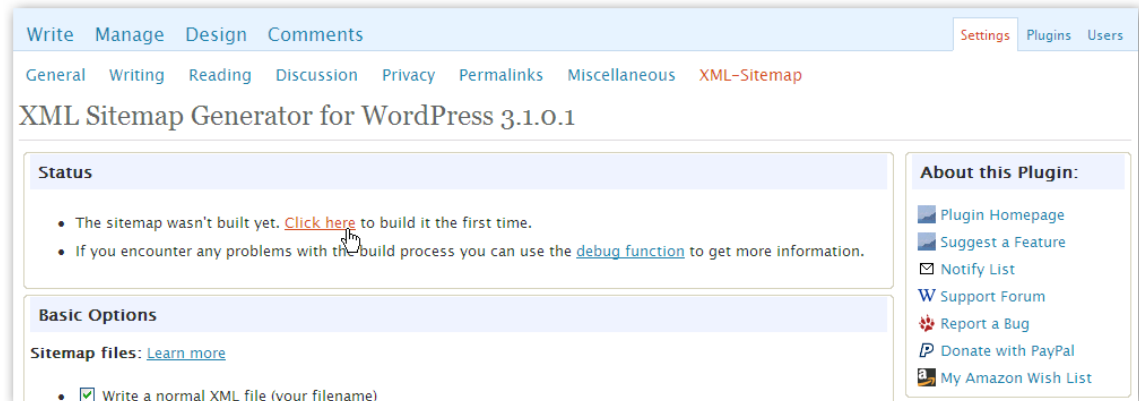 Write Manage Design Comments Settings Plugins Users
General Writing Reading Discussion Privacy Permalinks Miscellaneous XML-Sitemap
XML Sitemap Generator for WordPress 3.1.0.1
Status
The sitemap wasn't built yet. Click here to build it the first time.
If you encounter any problems with the build process you can use the debug function to get more information.
Basic Options
Sitemap files: Learn more
Write a normal XML file (your filename)
About this Plugin:
Plugin Homepage
Suggest a Feature
Notify List
Support Forum
Report a Bug
Donate with PayPal
My Amazon Wish List